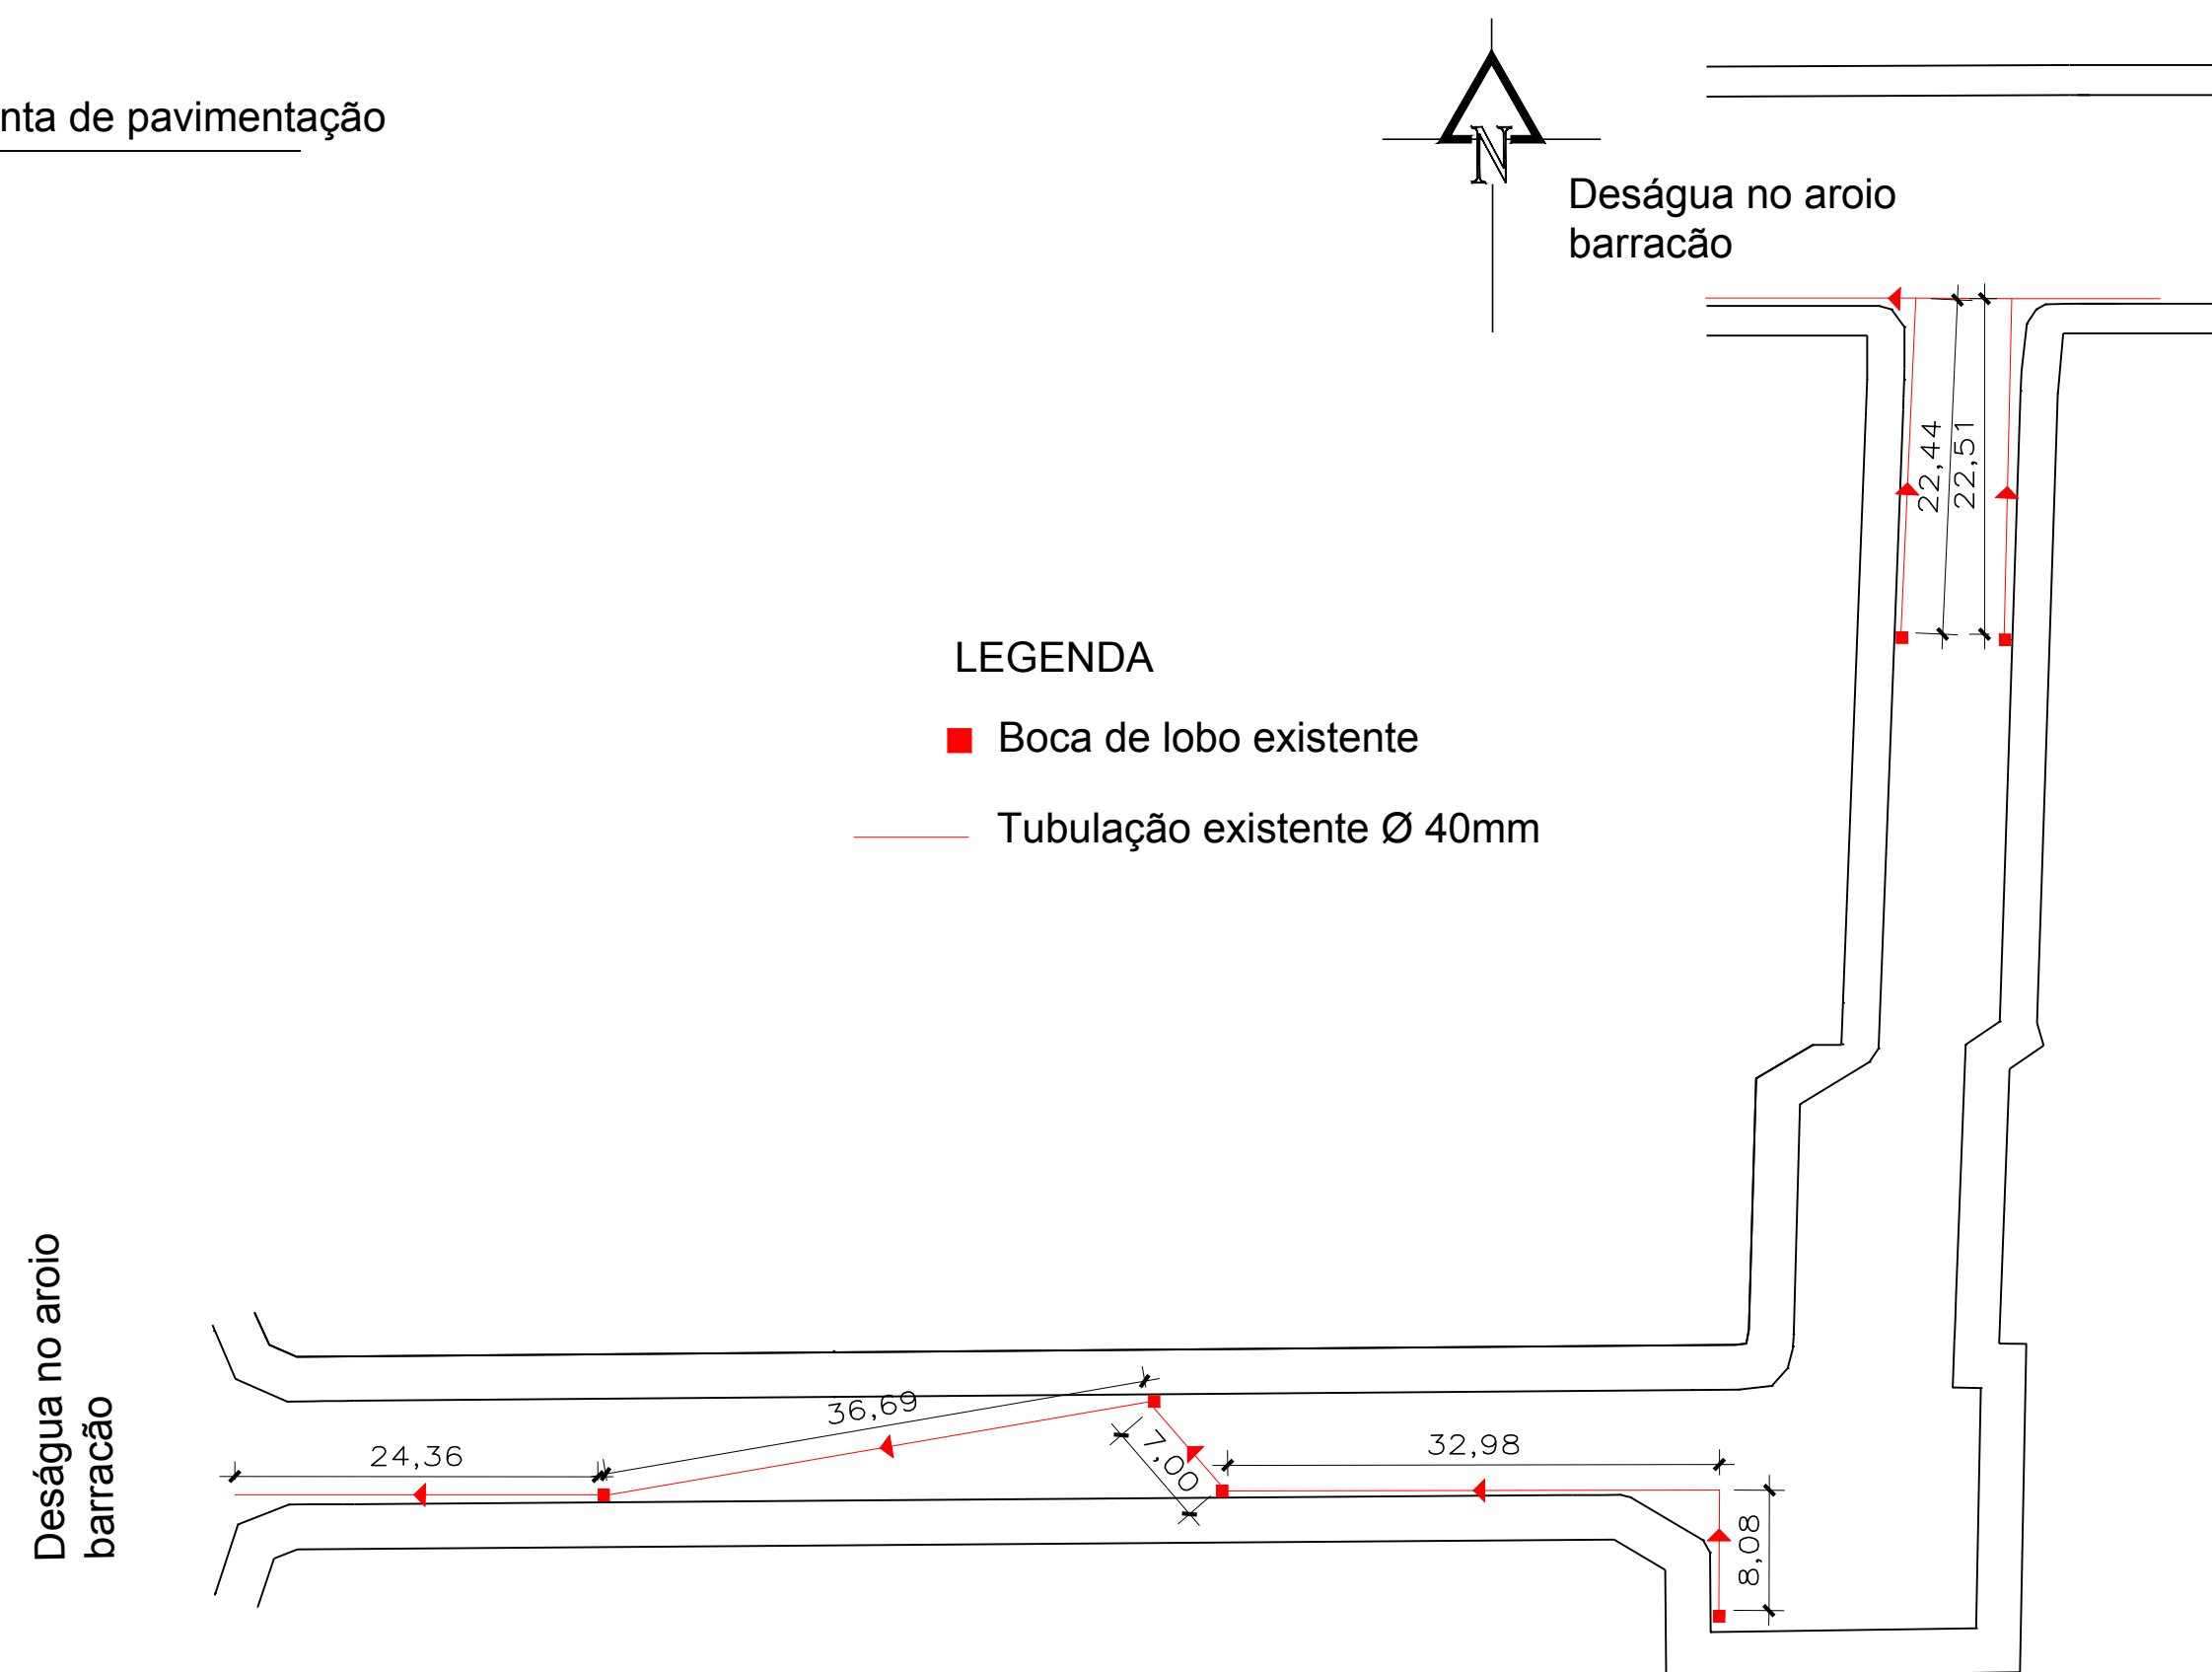 nta de pavimentação
N
Deságua no aroio
barracão
22,44
22,51
LEGENDA
Boca de lobo existente
Tubulação existente Ø 40mm
Deságua no aroio
barracão
36,69
24,36
7,00
32,98
8,08